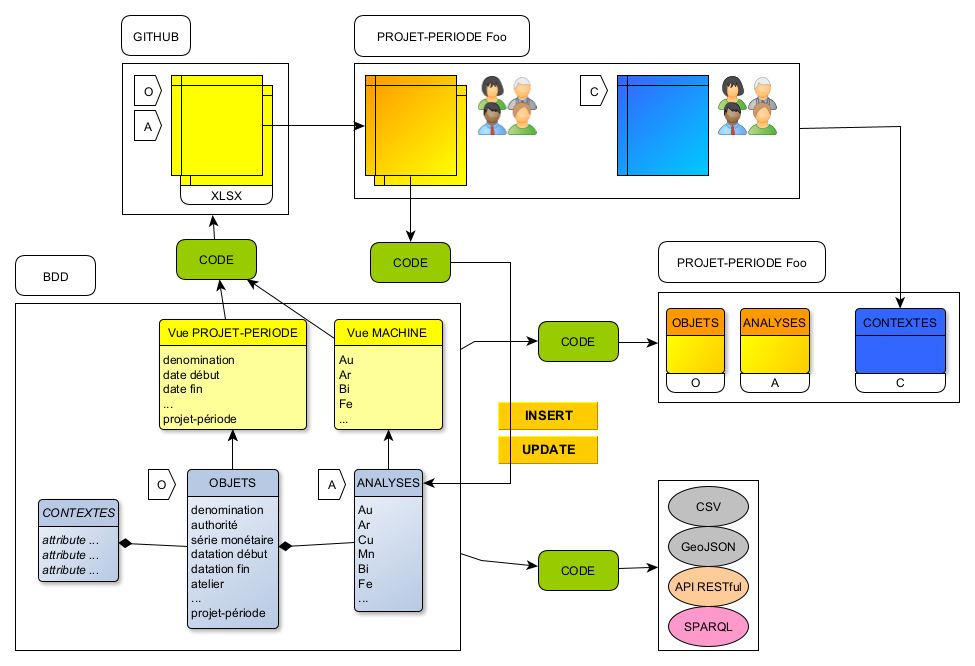 GITHUB
PROJET-PERIODE Foo
O
A
XLSX
C
CODE
CODE
BDD
PROJET-PERIODE Foo
Vue PROJET-PERIODE
denomination
date début
date fin
...
projet-période
Vue MACHINE
Au
Ar
Bi
Fe
...
CODE
OBJETS
O
ANALYSES
A
CONTEXTES
C
INSERT
UPDATE
O
OBJETS
denomination
authorité
série monétaire
datation début
datation fin
atelier
...
projet-période
A
ANALYSES
Au
Ar
Cu
Mn
Bi
Fe
...
CONTEXTES
attribute ...
attribute ...
attribute ...
CODE
CSV
GeoJSON
API RESTful
SPARQL